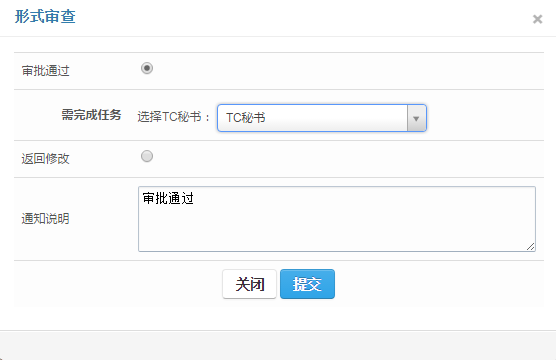 形式审查
审批通过
需完成任务 选择TC秘书： TC秘书
返回修改
通知说明 审批通过
关闭 提交